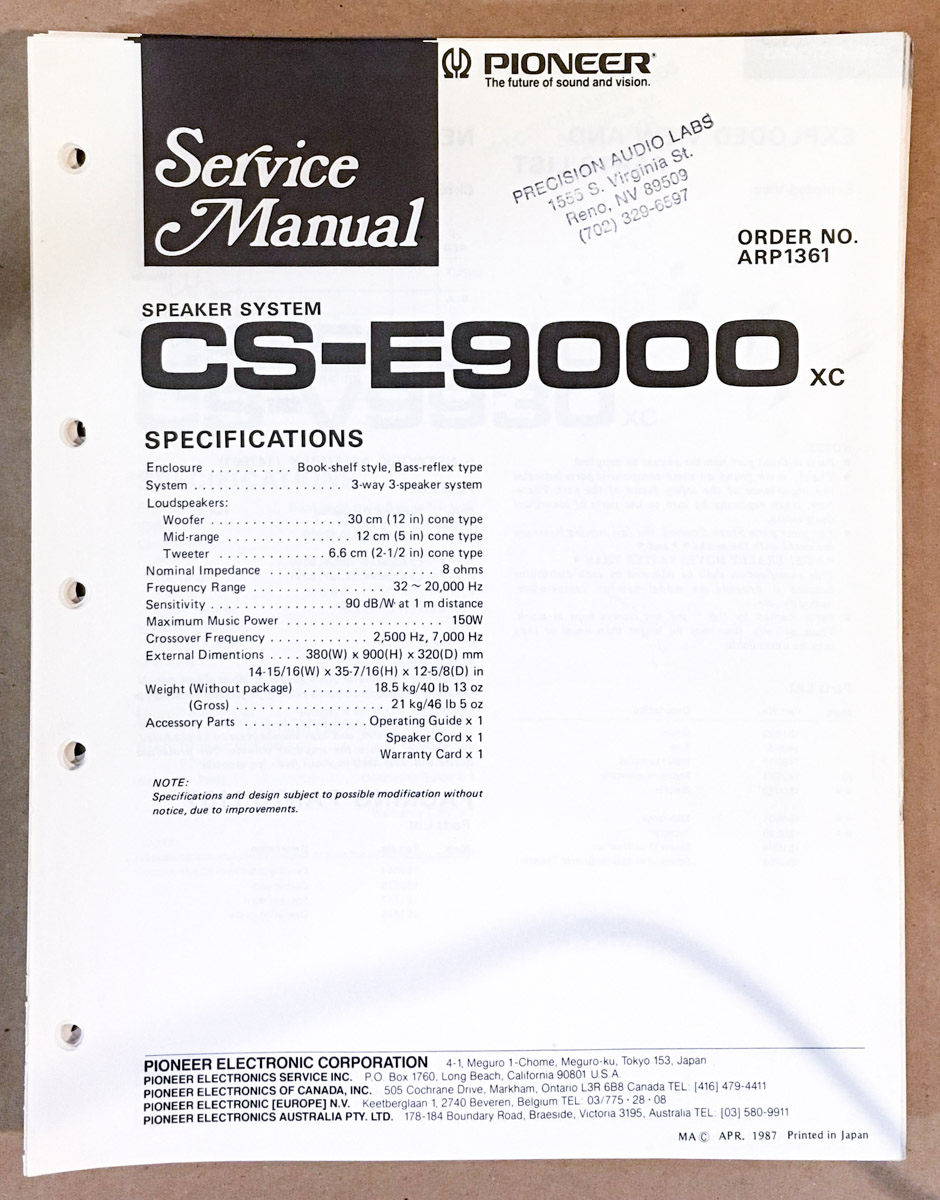 Service
Manual
PIONEER®
The future of sound and vision.
PRECISION AUDIO LABS
1555 S. Virginia St.
Reno, NV 89509
(702) 329-6597
ORDER NO.
ARP1361
SPEAKER SYSTEM
CS-E9000 XC
SPECIFICATIONS
Enclosure . . . . . . . . . . Book-shelf style, Bass-reflex type
System . . . . . . . . . . . . . . . . . . 3-way 3-speaker system
Loudspeakers:
Woofer . . . . . . . . . . . . . . . . 30 cm (12 in) cone type
Mid-range . . . . . . . . . . . . . . 12 cm (5 in) cone type
Tweeter . . . . . . . . . . . . 6.6 cm (2-1/2 in) cone type
Nominal Impedance . . . . . . . . . . . . . . . . . . . 8 ohms
Frequency Range . . . . . . . . . . . . . . . 32 ~ 20,000 Hz
Sensitivity . . . . . . . . . . . . . . . 90 dB/W at 1 m distance
Maximum Music Power . . . . . . . . . . . . . . . . . . 150W
Crossover Frequency . . . . . . . . . . . 2,500 Hz, 7,000 Hz
External Dimentions . . . . 380(W) x 900(H) x 320(D) mm
14-15/16(W) x 35-7/16(H) x 12-5/8(D) in
Weight (Without package) . . . . . . . . 18.5 kg/40 lb 13 oz
(Gross) . . . . . . . . . . . . . . . . . . 21 kg/46 lb 5 oz
Accessory Parts . . . . . . . . . . . . . . Operating Guide x 1
Speaker Cord x 1
Warranty Card x 1
NOTE:
Specifications and design subject to possible modification without
notice, due to improvements.
PIONEER ELECTRONIC CORPORATION 4-1, Meguro 1-Chome, Meguro-ku, Tokyo 153, Japan
PIONEER ELECTRONICS SERVICE INC. P.O. Box 1760, Long Beach, California 90801 U.S.A.
PIONEER ELECTRONICS OF CANADA, INC. 505 Cochrane Drive, Markham, Ontario L3R 6B8 Canada TEL: [416] 479-4411
PIONEER ELECTRONIC [EUROPE] N.V. Keetberglaan 1, 2740 Beveren, Belgium TEL: 03/775·28·08
PIONEER ELECTRONICS AUSTRALIA PTY. LTD. 178-184 Boundary Road, Braeside, Victoria 3195, Australia TEL: [03] 580-9911
MA © APR. 1987 Printed in Japan